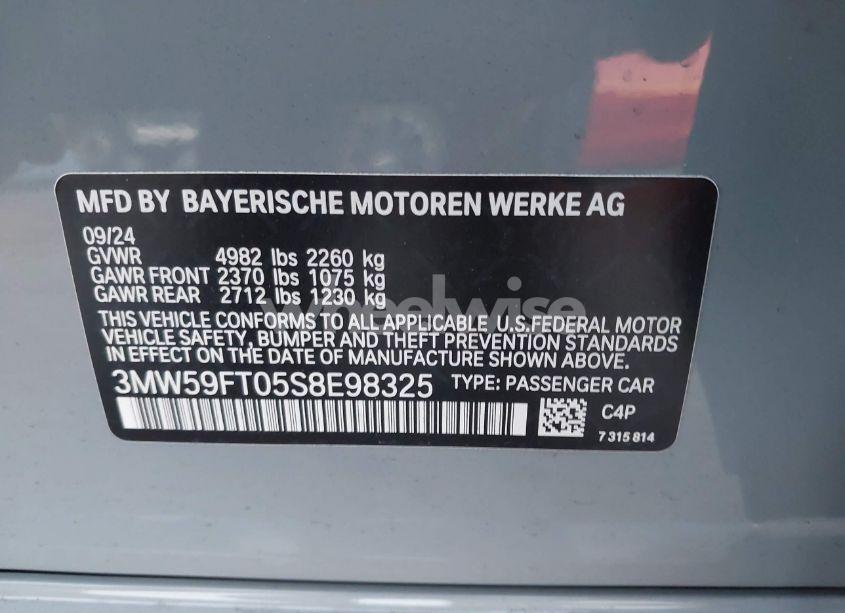 MFD BY BAYERISCHE MOTOREN WERKE AG
09/24
GVWR 4982 lbs 2260 kg
GAWR FRONT 2370 lbs 1075 kg
GAWR REAR 2712 lbs 1230 kg
wheelwise
THIS VEHICLE CONFORMS TO ALL APPLICABLE U.S.FEDERAL MOTOR
VEHICLE SAFETY, BUMPER AND THEFT PREVENTION STANDARDS
IN EFFECT ON THE DATE OF MANUFACTURE SHOWN ABOVE.
3MW59FT05S8E98325 TYPE: PASSENGER CAR
C4P
7 315 814